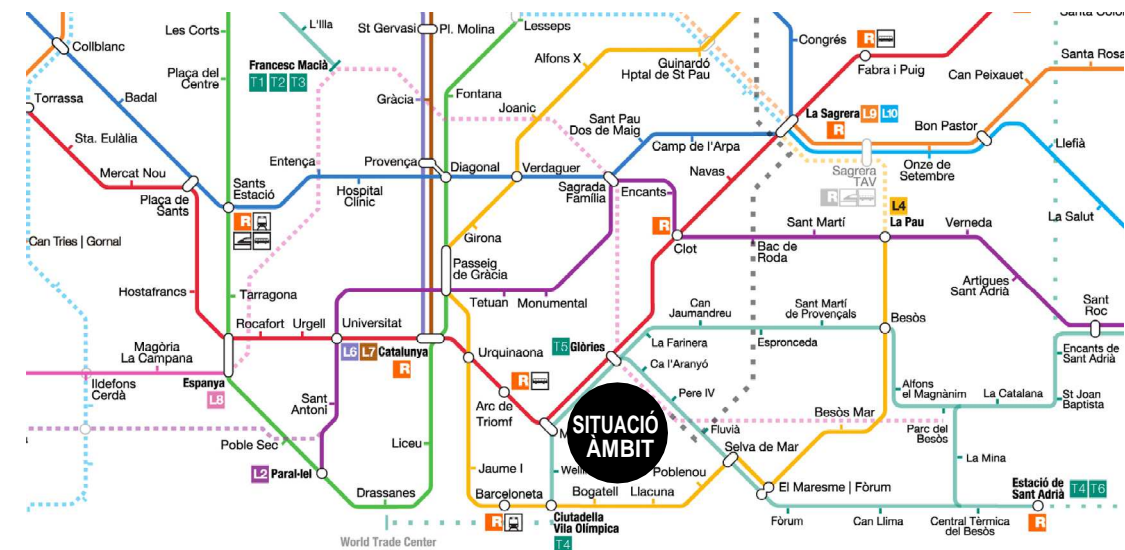 Collblanc
Les Corts
L'Illa
St Gervasi
Pl. Molina
Lesseps
Congrés
R
Fabra i Puig
Santa Rosa
Plaça del
Centre
Francesc Macià
T1 T2 T3
Alfons X
Guinardó
Hptal de St Pau
Can Peixauet
Torrassa
Badal
Gràcia
Fontana
Joanic
Sant Pau
Dos de Maig
La Sagrera L9 L10
R
Bon Pastor
Sta. Eulàlia
Camp de l'Arpa
Llefià
Mercat Nou
Entença
Provença
Diagonal
Verdaguer
Navas
Onze de
Setembre
Sagrera
TAV
R
Plaça de
Sants
Sants
Estació
R
Hospital
Clínic
Sagrada
Família
Encants
L4
La Pau
La Salut
Can Tries | Gornal
Girona
R
Clot
Sant Martí
Verneda
Bac de
Roda
Passeig
de Gràcia
Artigues
Sant Adrià
Hostafrancs
Tarragona
Tetuan
Monumental
Can
Jaumandreu
Sant Martí
de Provençals
Besòs
Sant
Roc
Rocafort
Urgell
Universitat
Magòria
La Campana
L6 L7 Catalunya
R
Urquinaona
T5 Glòries
La Farinera
Espronceda
Encants de
Sant Adrià
Ca l'Aranyó
Ildefons
Cerdà
Espanya
L8
R
Pere IV
Alfons
el Magnànim
La Catalana
St Joan
Baptista
Sant
Antoni
Arc de
Triomf
M
SITUACIÓ
ÀMBIT
Besòs Mar
Fluvià
Parc del
Besòs
Poble Sec
Liceu
Selva de Mar
La Mina
L2 Paral·lel
Jaume I
Well
Poblenou
Drassanes
Barceloneta
R
Bogatell
Llacuna
El Maresme | Fòrum
Estació de
Sant Adrià
T4 T6
R
Ciutadella
Vila Olímpica
T4
Fòrum
Can Llima
Central Tèrmica
del Besòs
World Trade Center